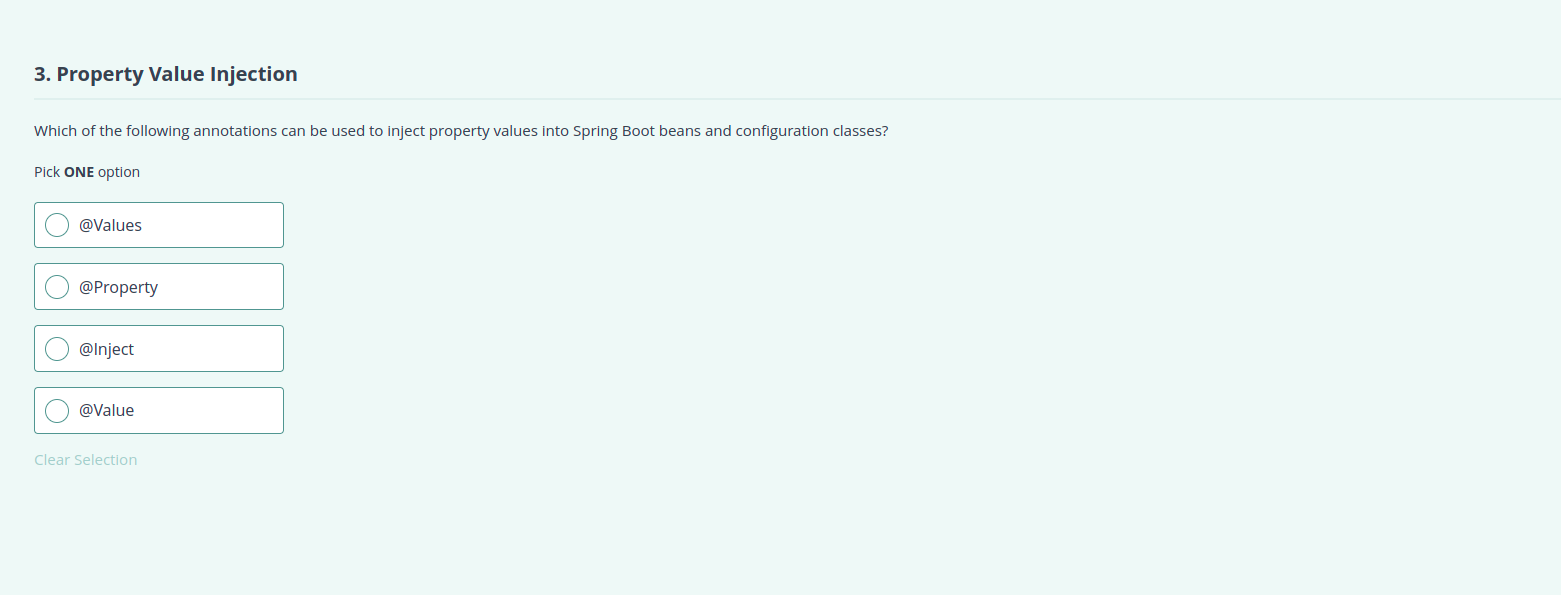 3. Property Value Injection
Which of the following annotations can be used to inject property values into Spring Boot beans and configuration classes?
Pick ONE option
@Values
@Property
@Inject
@Value
Clear Selection